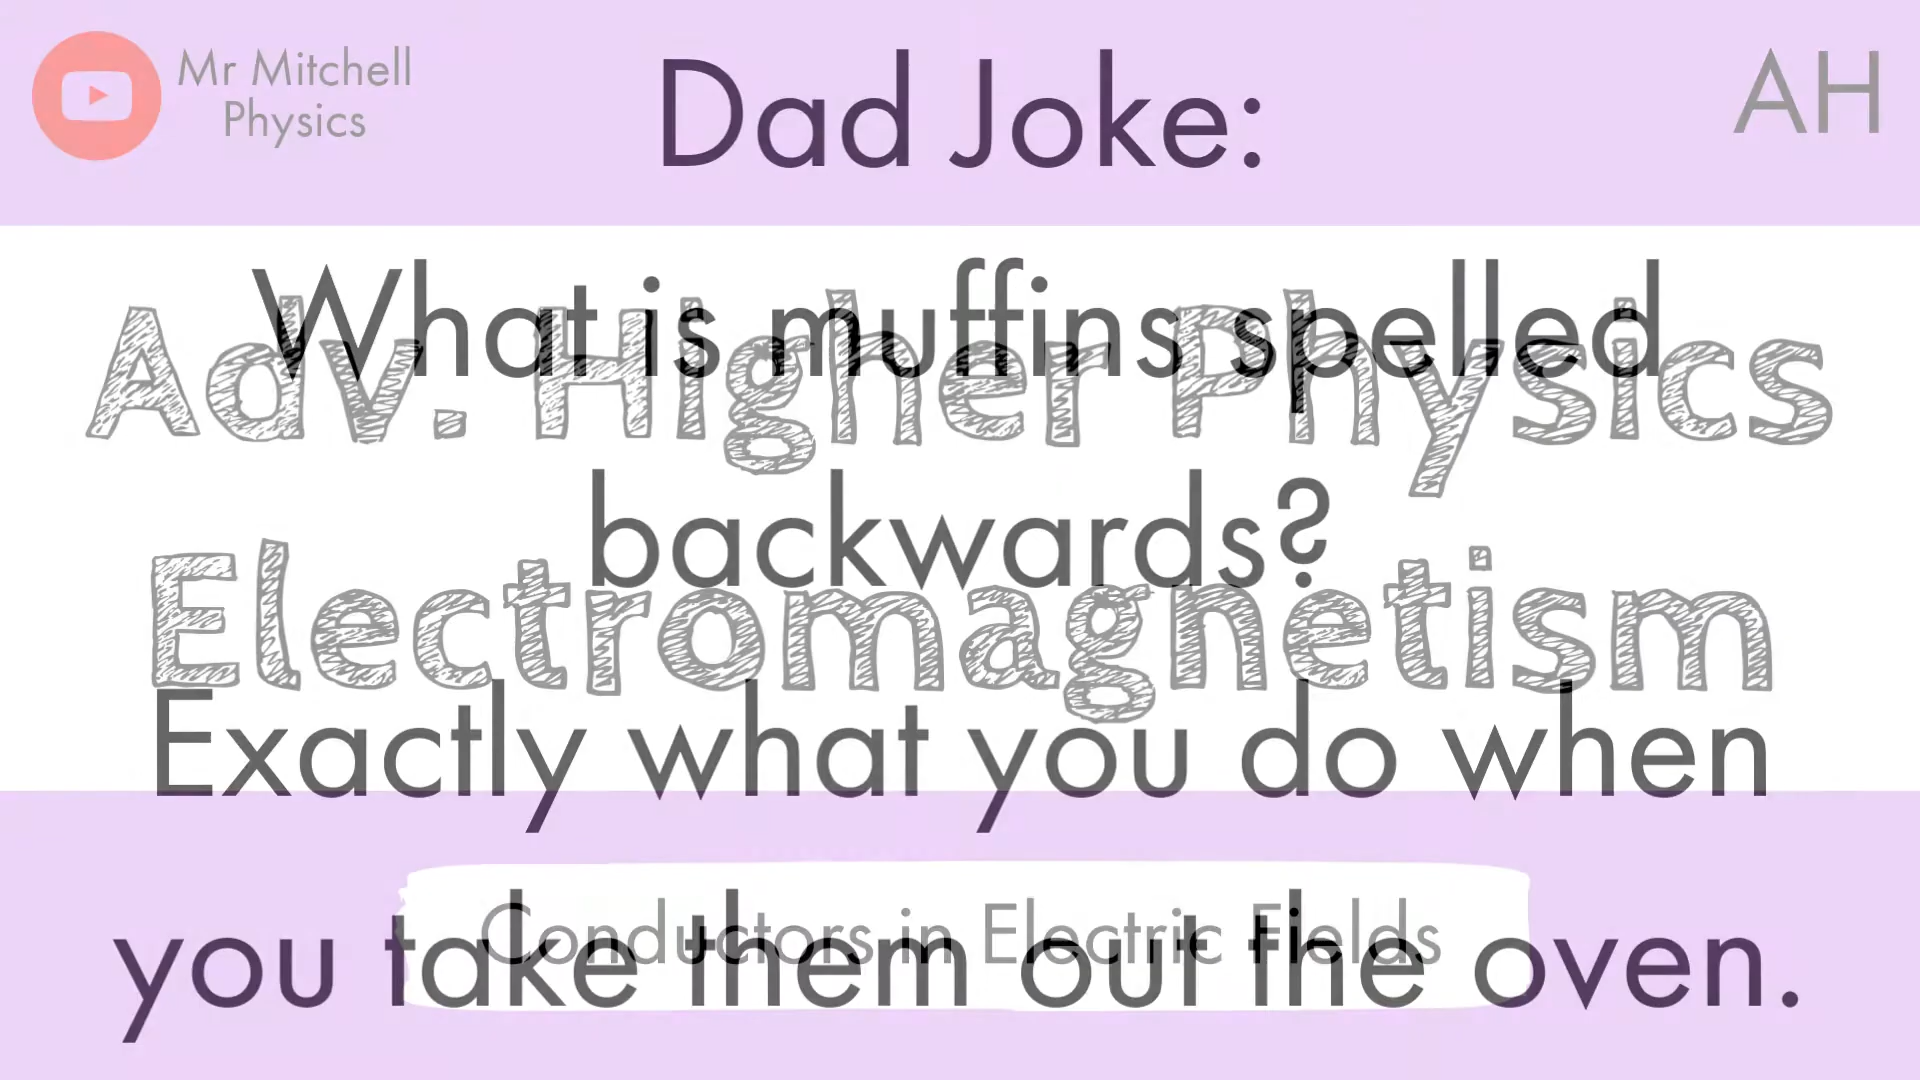 Mr Mitchell
Physics
Dad Joke:
AH
What is muffins spelled
Adv. Higher Physics
backwards?
Electromagnetism
Exactly what you do when
Conductors in Electric Fields
you take them out the oven.